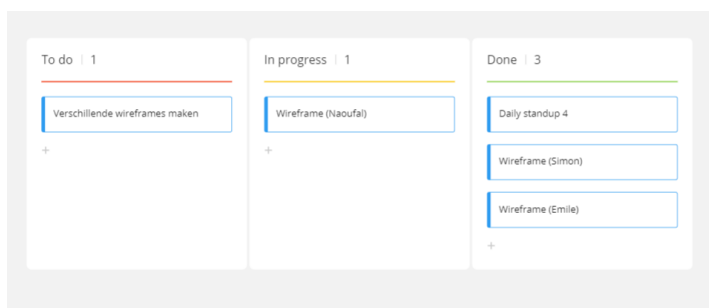 To do | 1
Verschillende wireframes maken
+
In progress | 1
Wireframe (Naoufal)
+
Done | 3
Daily standup 4
Wireframe (Simon)
Wireframe (Emile)
+